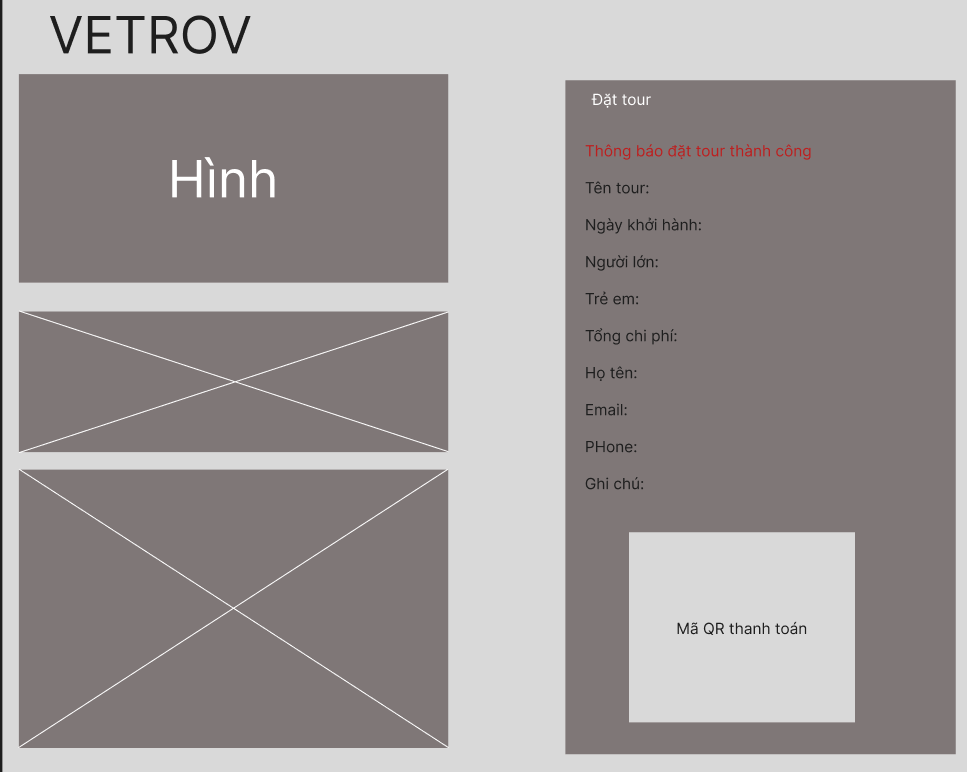 VETROV
Hình
Đặt tour
Thông báo đặt tour thành công
Tên tour:
Ngày khởi hành:
Người lớn:
Trẻ em:
Tổng chi phí:
Họ tên:
Email:
PHone:
Ghi chú:
Mã QR thanh toán